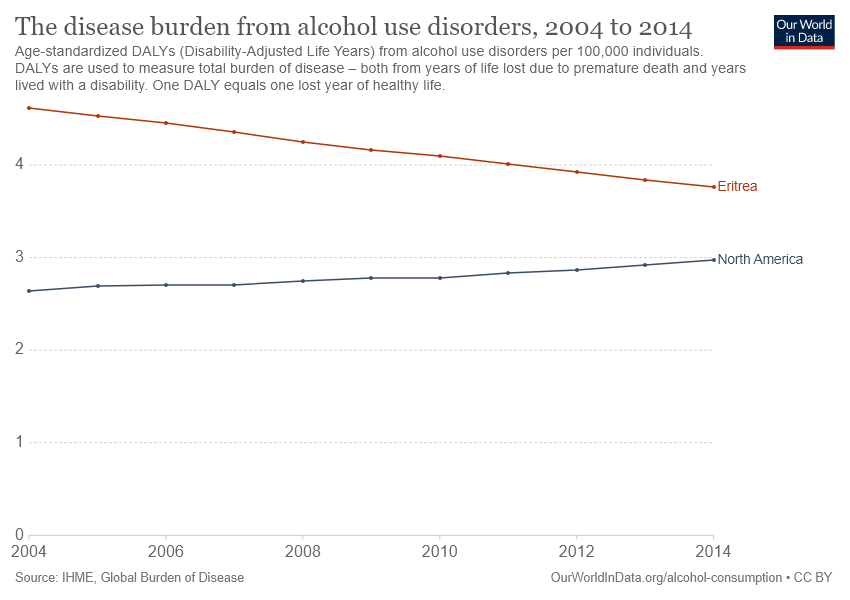 The disease burden from alcohol use disorders, 2004 to 2014
Our World
in Data
Age-standardized DALYs (Disability-Adjusted Life Years) from alcohol use disorders per 100,000 individuals.
DALYs are used to measure total burden of disease – both from years of life lost due to premature death and years
lived with a disability. One DALY equals one lost year of healthy life.
4
Eritrea
3
North America
2
1
0
2004 2006 2008 2010 2012 2014
Source: IHME, Global Burden of Disease
OurWorldInData.org/alcohol-consumption • CC BY